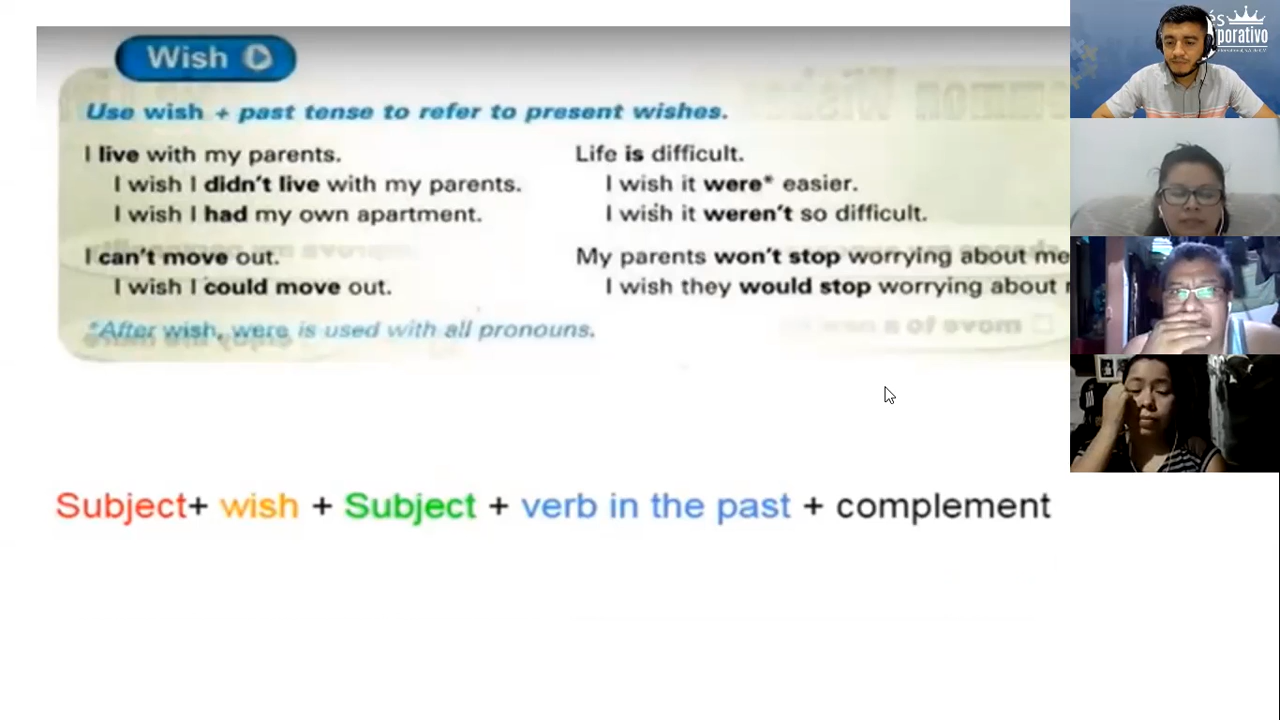 Wish
Use wish + past tense to refer to present wishes.
I live with my parents.
I wish I didn't live with my parents.
I wish I had my own apartment.
I can't move out.
I wish I could move out.
Life is difficult.
I wish it were* easier.
I wish it weren't so difficult.
My parents won't stop worrying about me
I wish they would stop worrying about
*After wish, were is used with all pronouns.
Subject+ wish + Subject + verb in the past + complement
és
porativo